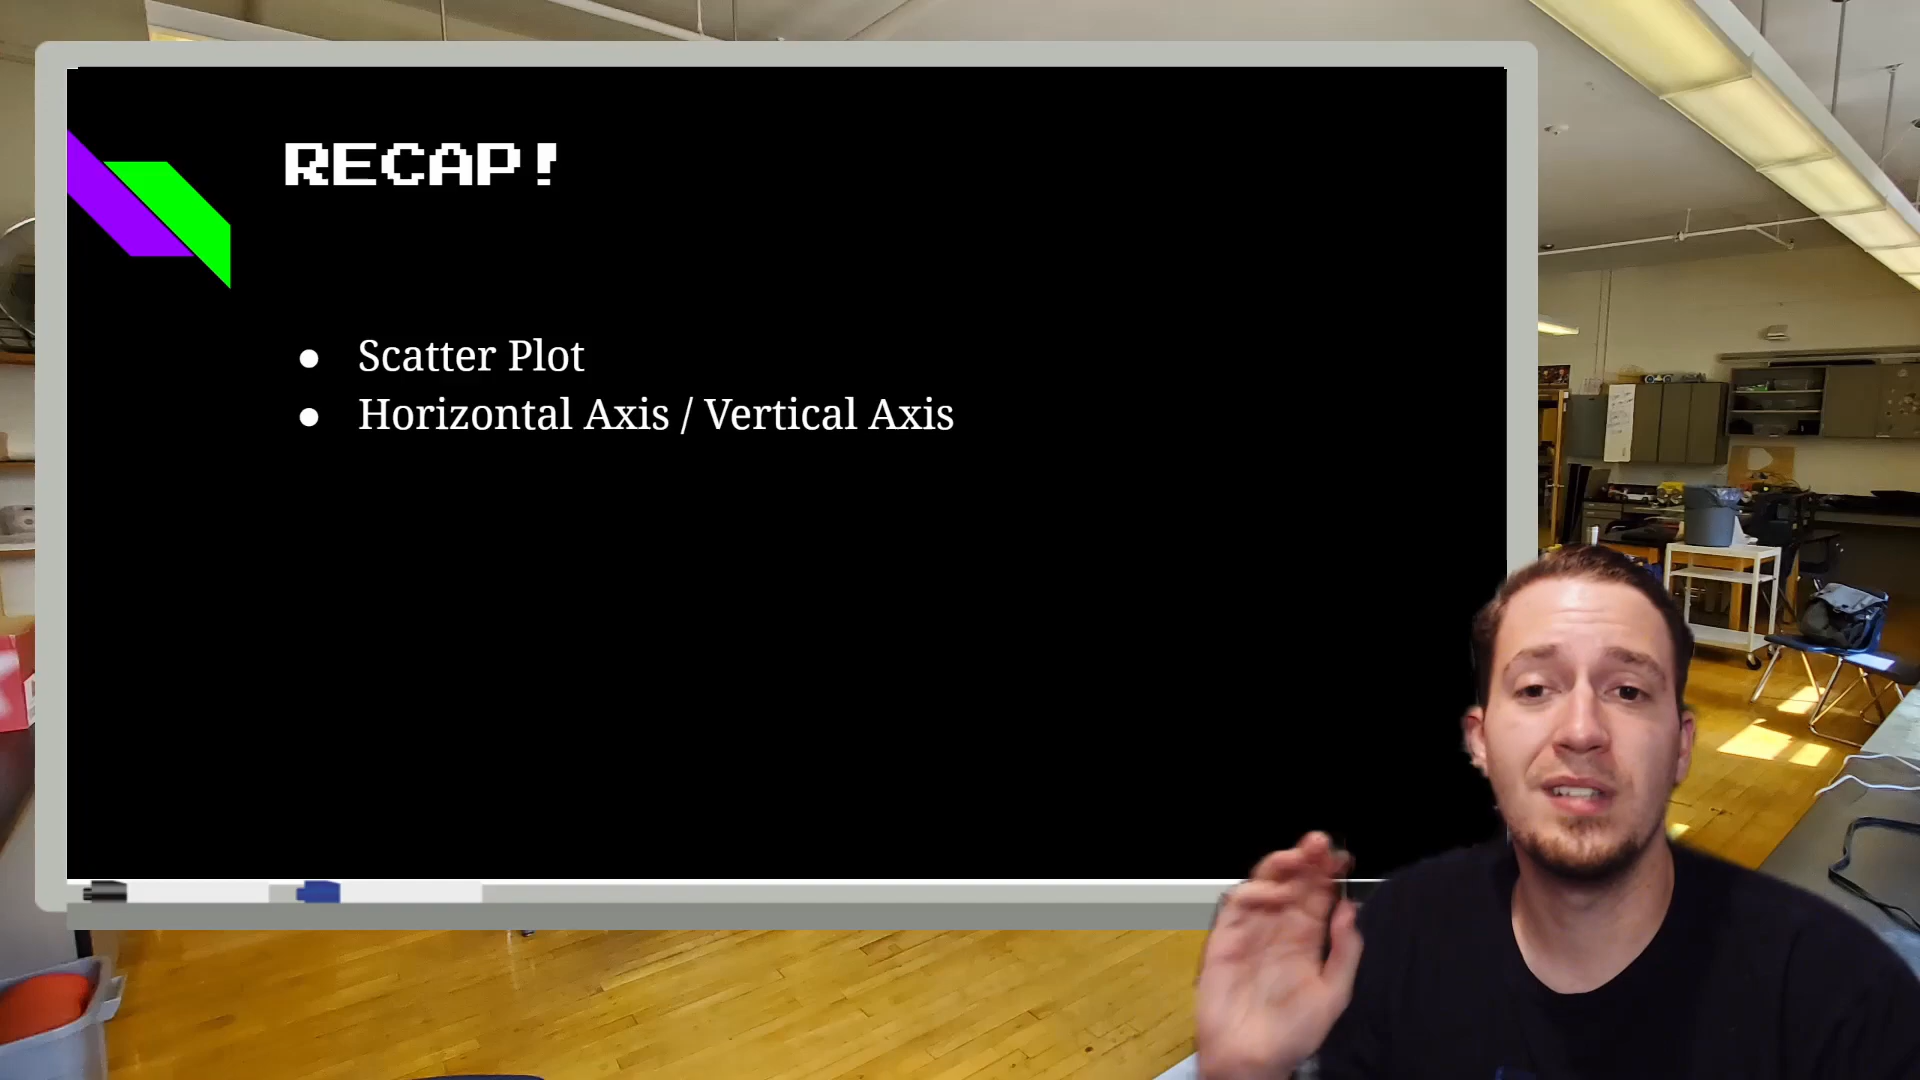 RECAP!
● Scatter Plot
● Horizontal Axis / Vertical Axis